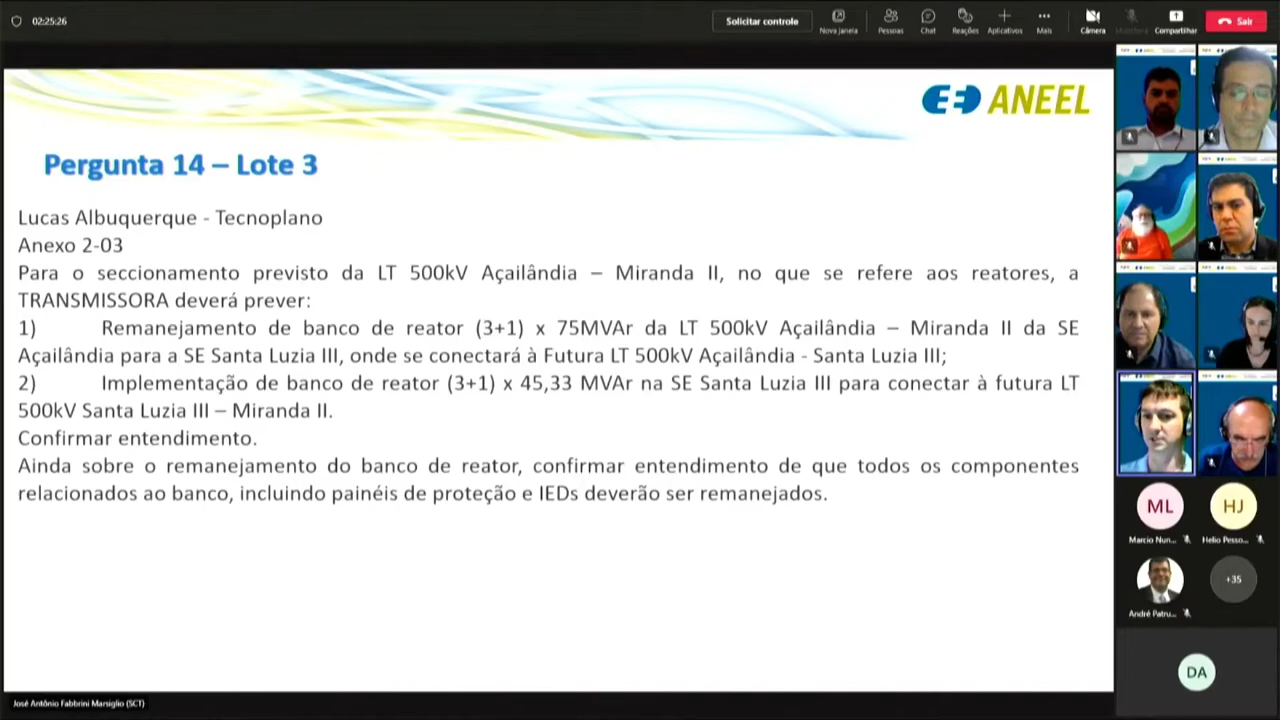 02:25:26
Solicitar controle
Nova janela
Pessoas
Chat
Reações
Aplicativos
Mais
Câmera
Compartilhar
Sair
ANEEL
Pergunta 14 – Lote 3
Lucas Albuquerque - Tecnoplano
Anexo 2-03
Para o seccionamento previsto da LT 500kV Açailândia – Miranda II, no que se refere aos reatores, a
TRANSMISSORA deverá prever:
1) Remanejamento de banco de reator (3+1) x 75MVAr da LT 500kV Açailândia – Miranda II da SE
Açailândia para a SE Santa Luzia III, onde se conectará à Futura LT 500kV Açailândia - Santa Luzia III;
2) Implementação de banco de reator (3+1) x 45,33 MVAr na SE Santa Luzia III para conectar à futura LT
500kV Santa Luzia III – Miranda II.
Confirmar entendimento.
Ainda sobre o remanejamento do banco de reator, confirmar entendimento de que todos os componentes
relacionados ao banco, incluindo painéis de proteção e IEDs deverão ser remanejados.
ML
HJ
Marcio Nun...
Helio Pesso...
+35
André Patru...
DA
José Antônio Fabbrini Marsiglio (SCT)